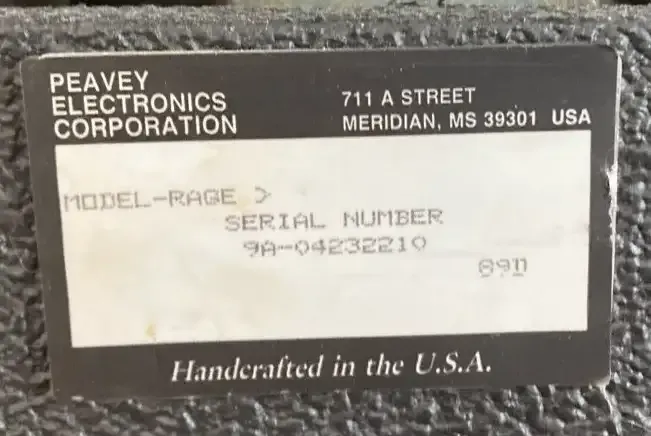 PEAVEY
ELECTRONICS
CORPORATION
711 A STREET
MERIDIAN, MS 39301 USA
MODEL-RAGE >
SERIAL NUMBER
9A-04232210
Handcrafted in the U.S.A.